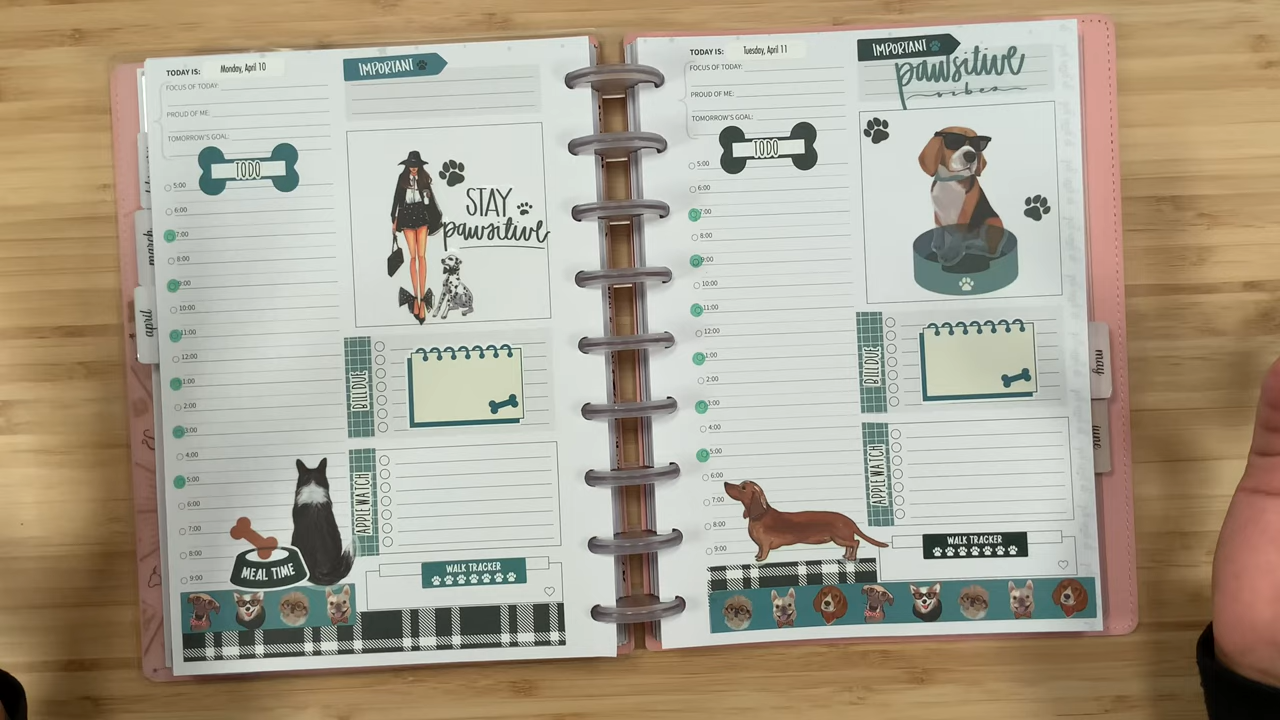 TODAY IS: Monday, April 10
FOCUS OF TODAY:
PROUD OF ME:
TOMORROW'S GOAL:
TODO
5:00
6:00
7:00
8:00
9:00
10:00
11:00
12:00
1:00
2:00
3:00
4:00
5:00
6:00
7:00
8:00
9:00
MEAL TIME
IMPORTANT
STAY
pawsitive
BILL DUE
APPLE WATCH
WALK TRACKER
march
april
TODAY IS: Tuesday, April 11
FOCUS OF TODAY:
PROUD OF ME:
TOMORROW'S GOAL:
TODO
5:00
6:00
7:00
8:00
9:00
10:00
11:00
12:00
1:00
2:00
3:00
4:00
5:00
6:00
7:00
8:00
9:00
IMPORTANT
pawsitive
vibes
BILL DUE
APPLE WATCH
WALK TRACKER
may
june